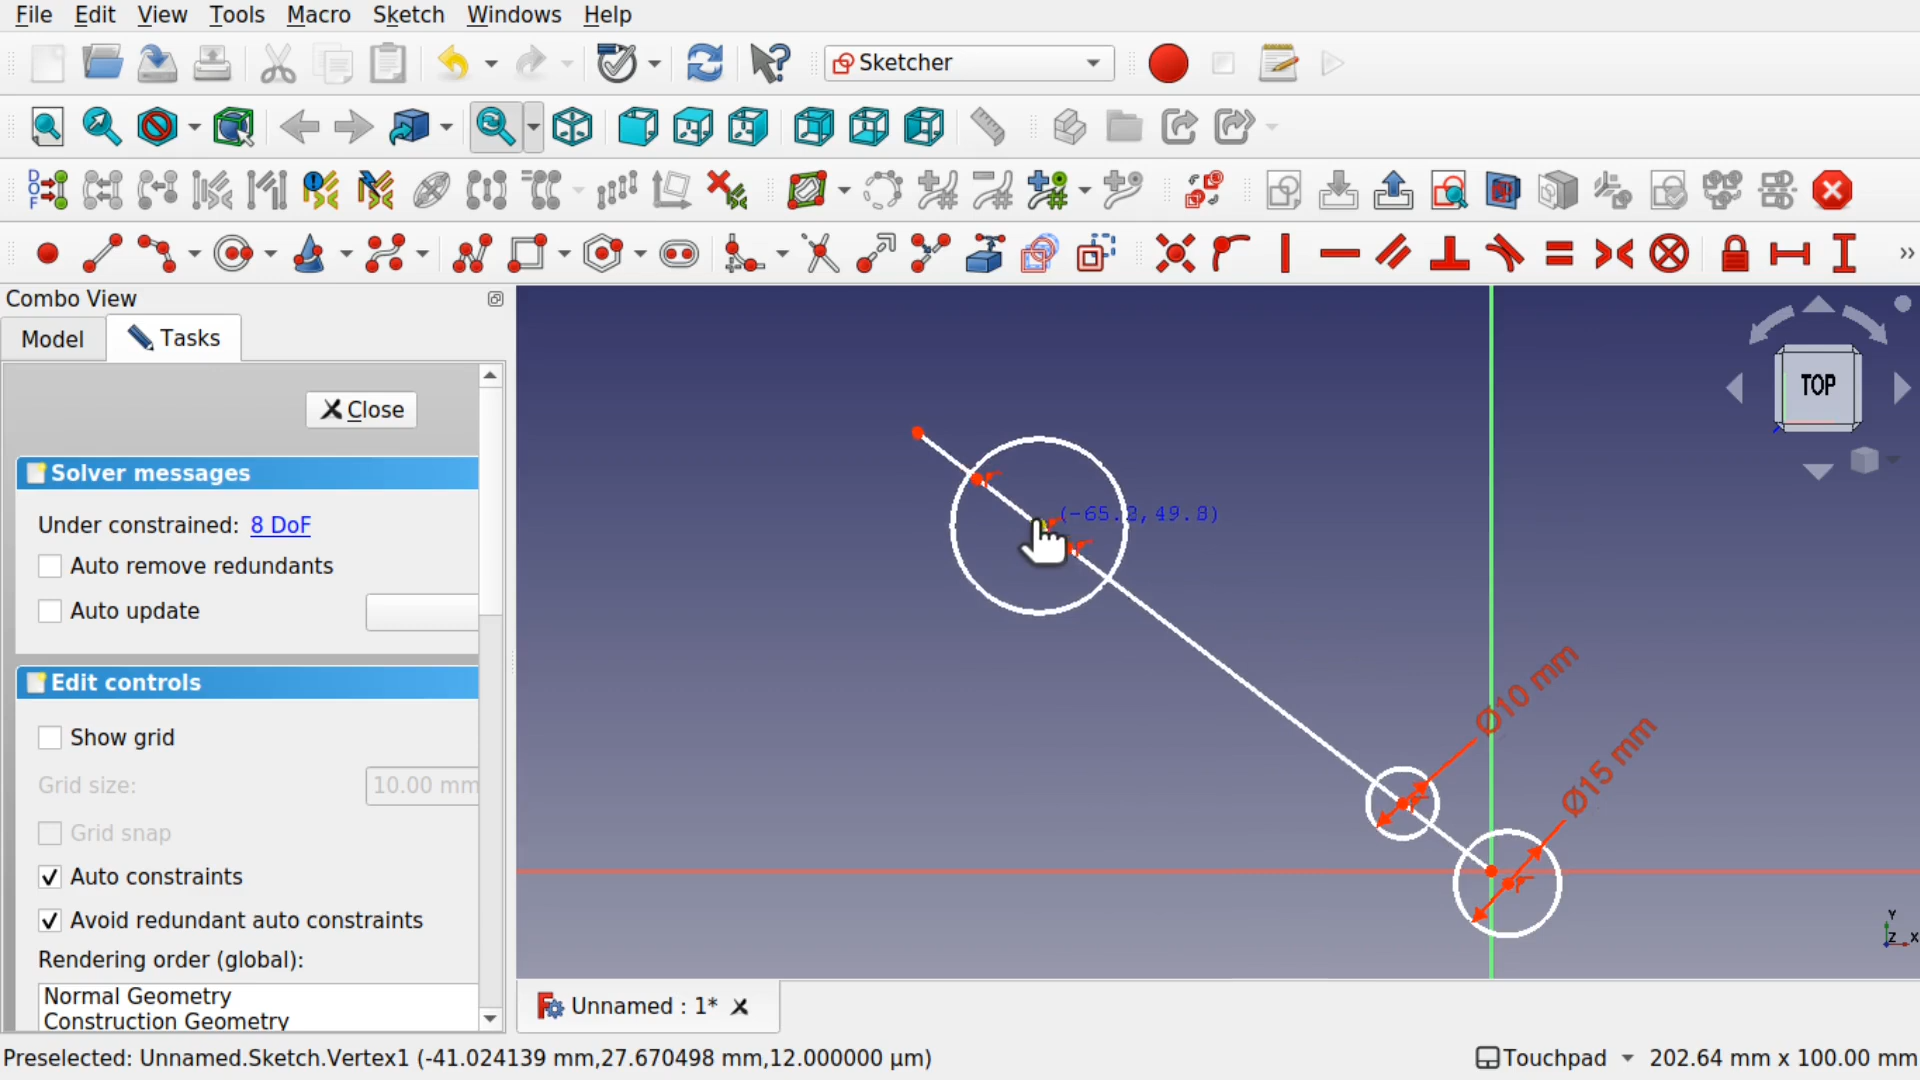 File Edit View Tools Macro Sketch Windows Help
Sketcher
DOF
Combo View
Model Tasks
TOP
Close
Solver messages
Under constrained: 8 DoF
Auto remove redundants
Auto update
Edit controls
Show grid
Grid size: 10.00 mm
Grid snap
Auto constraints
Avoid redundant auto constraints
Rendering order (global):
Normal Geometry
Construction Geometry
Ø10 mm
Ø15 mm
Y
Z X
Unnamed : 1*
Preselected: Unnamed.Sketch.Vertex1 (-41.024139 mm,27.670498 mm,12.000000 µm)
Touchpad 202.64 mm x 100.00 mm